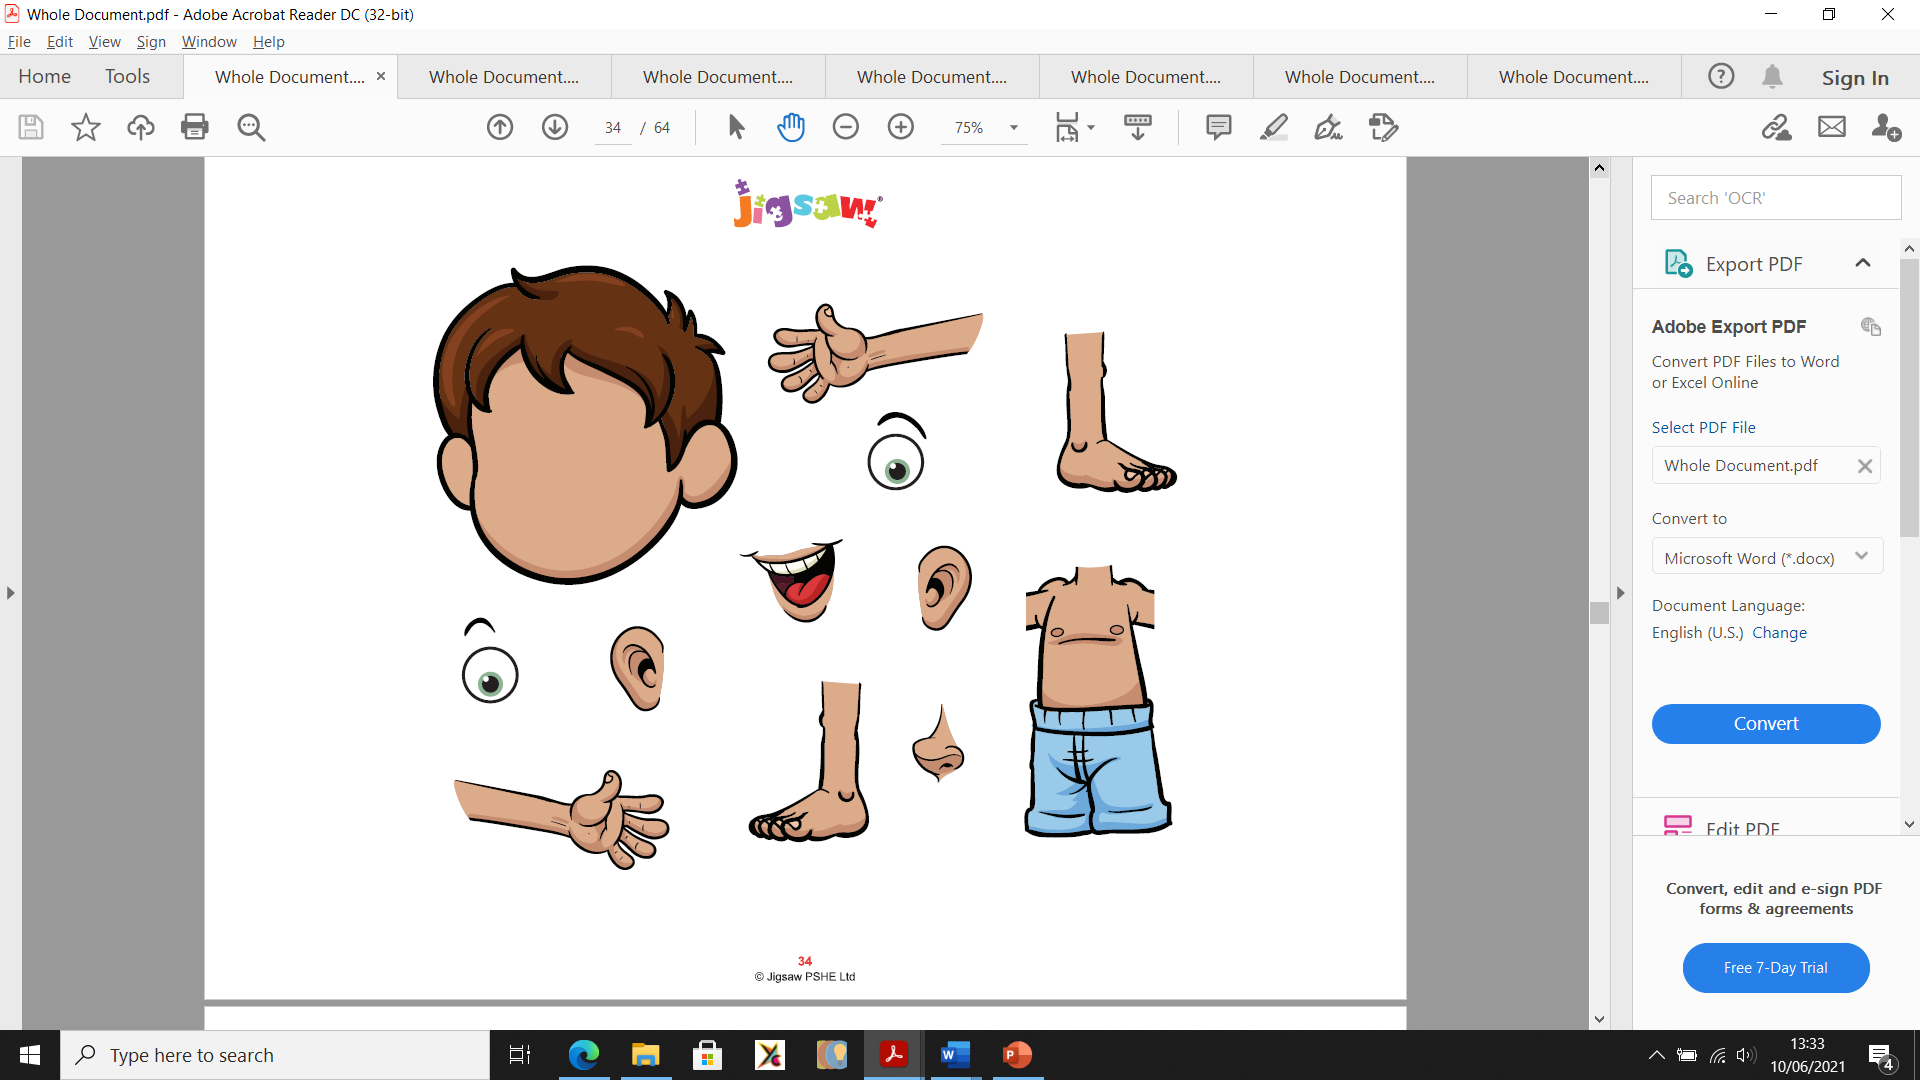 Whole Document.pdf - Adobe Acrobat Reader DC (32-bit)
File Edit View Sign Window Help
Home Tools Whole Document.... × Whole Document.... Whole Document.... Whole Document.... Whole Document.... Whole Document.... Whole Document.... Sign In
34 / 64 75%
jigsaw®
Search 'OCR'
Export PDF
Adobe Export PDF
Convert PDF Files to Word
or Excel Online
Select PDF File
Whole Document.pdf
Convert to
Microsoft Word (*.docx)
Document Language:
English (U.S.) Change
Convert
Edit PDF
Convert, edit and e-sign PDF
forms & agreements
Free 7-Day Trial
34
© Jigsaw PSHE Ltd
Type here to search
13:33
10/06/2021
4